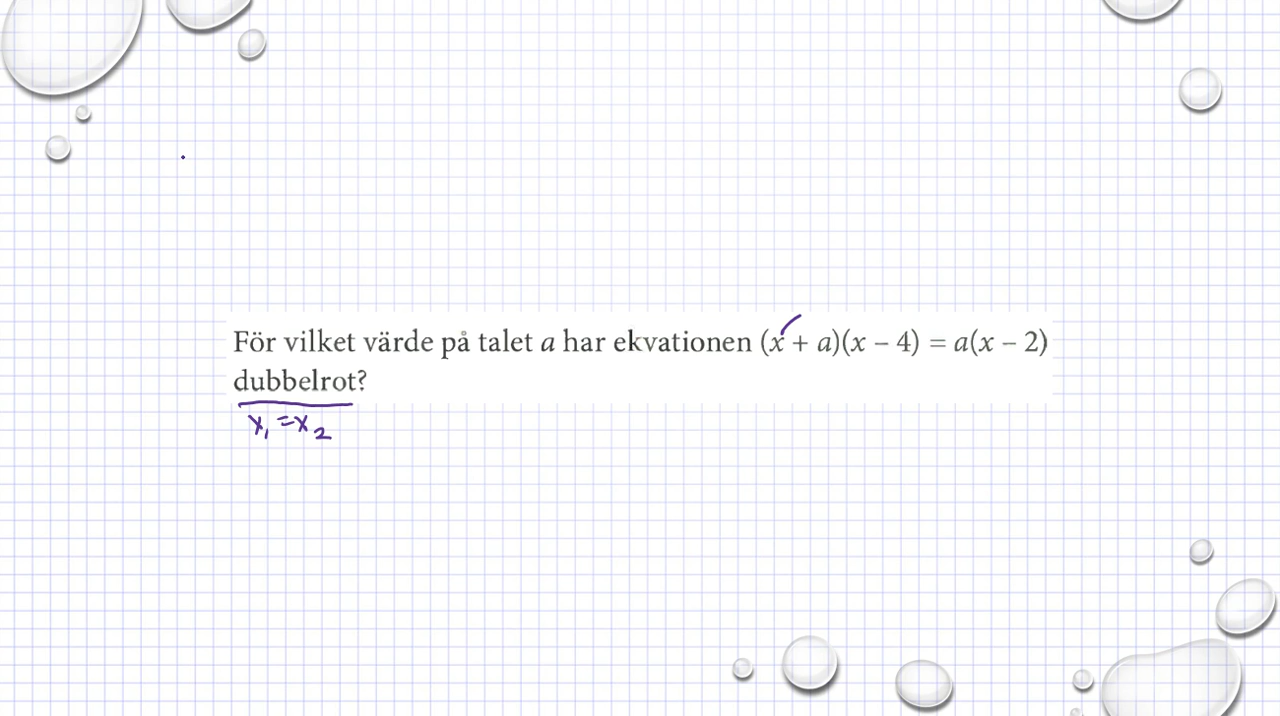 För vilket värde på talet a har ekvationen (x + a)(x − 4) = a(x − 2)
dubbelrot?
x₁ = x₂